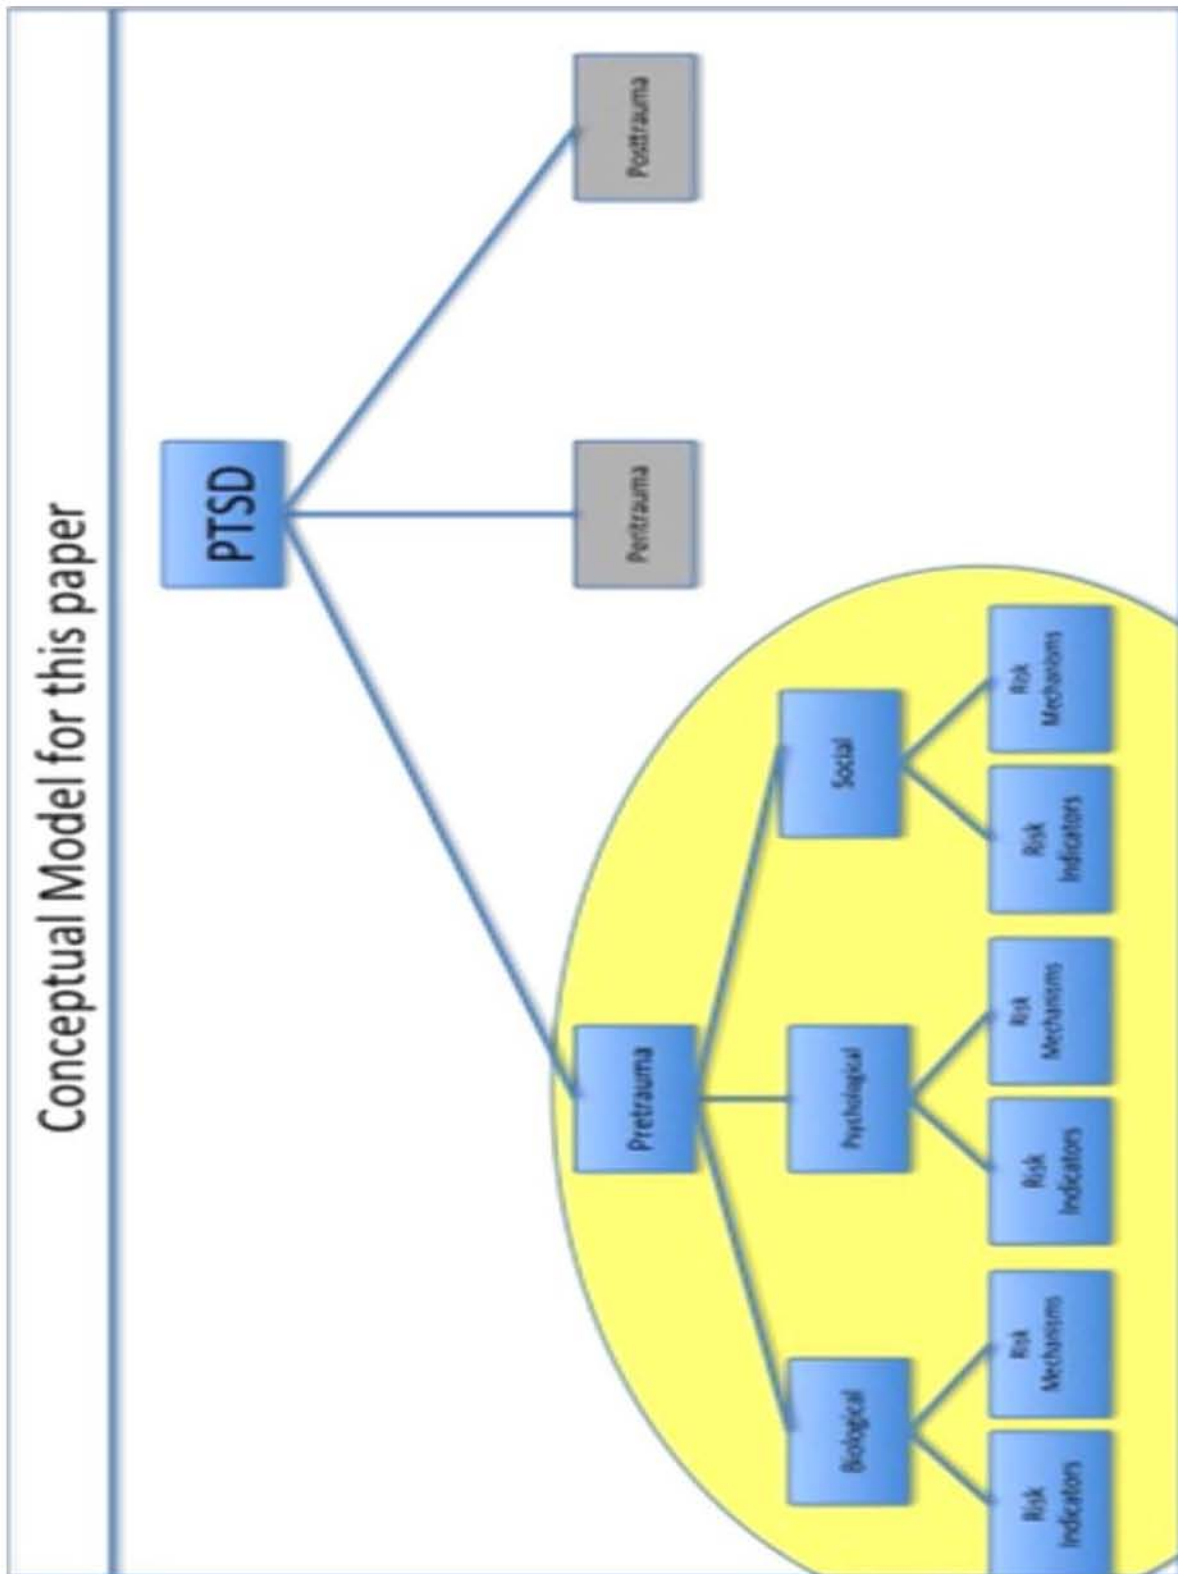 Conceptual Model for this paper
PTSD
Pretrauma
Peritrauma
Posttrauma
Biological
Psychological
Social
Risk
Indicators
Risk
Mechanisms
Risk
Indicators
Risk
Mechanisms
Risk
Indicators
Risk
Mechanisms